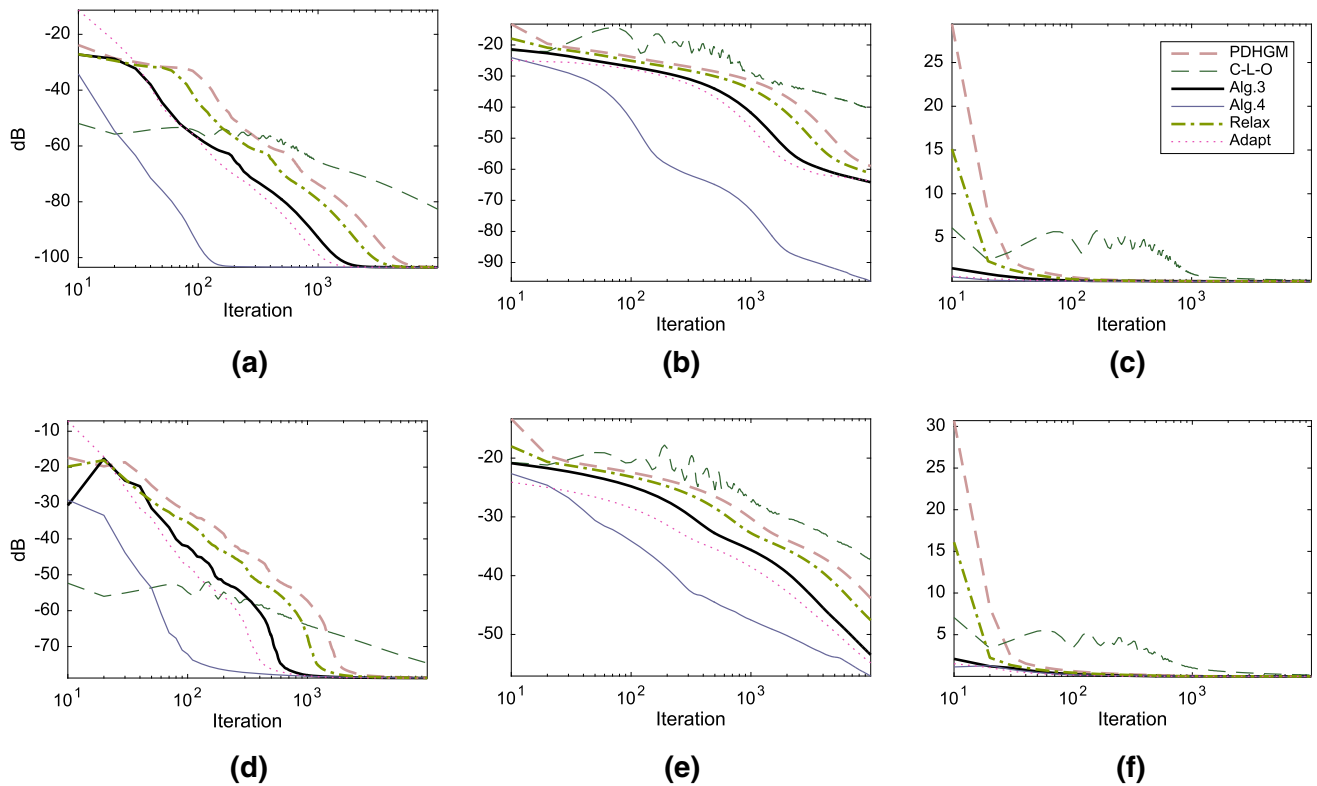 -20
-40
-60
-80
-100
dB
10^1
10^2
10^3
Iteration
(a)
-20
-30
-40
-50
-60
-70
-80
-90
10^1
10^2
10^3
Iteration
(b)
25
20
15
10
5
10^1
10^2
10^3
Iteration
PDHGM
C-L-O
Alg.3
Alg.4
Relax
Adapt
(c)
-10
-20
-30
-40
-50
-60
-70
dB
10^1
10^2
10^3
Iteration
(d)
-20
-30
-40
-50
10^1
10^2
10^3
Iteration
(e)
30
25
20
15
10
5
10^1
10^2
10^3
Iteration
(f)